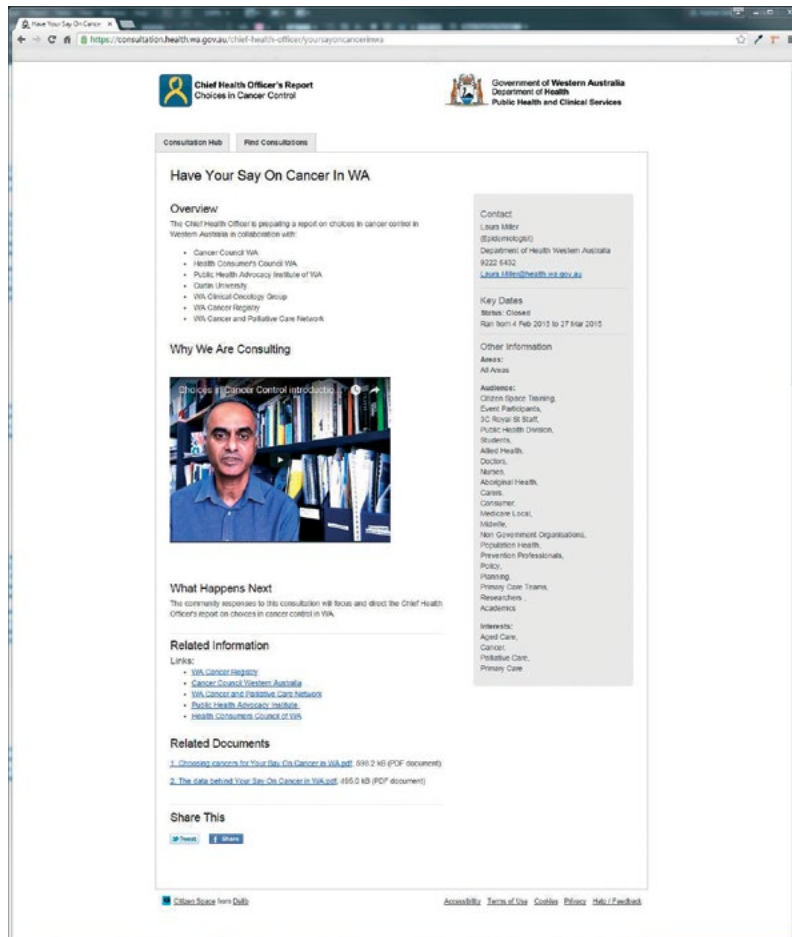 Have Your Say On Cancer
https://consultation.health.wa.gov.au/chief-health-officer/yoursayoncancerinwa
Chief Health Officer's Report
Choices in Cancer Control
Government of Western Australia
Department of Health
Public Health and Clinical Services
Consultation Hub
Find Consultations
Have Your Say On Cancer In WA
Overview
The Chief Health Officer is preparing a report on choices in cancer control in
Western Australia in collaboration with:
• Cancer Council WA
• Health Consumer's Council WA
• Public Health Advocacy Institute of WA
• Curtin University
• WA Clinical Oncology Group
• WA Cancer Registry
• WA Cancer and Palliative Care Network
Why We Are Consulting
Choices in Cancer Control introductio...
What Happens Next
The community responses to this consultation will focus and direct the Chief Health
Officer's report on choices in cancer control in WA.
Related Information
Links:
• WA Cancer Registry
• Cancer Council Western Australia
• WA Cancer and Palliative Care Network
• Public Health Advocacy Institute
• Health Consumers Council of WA
Related Documents
1. Choosing cancers for Your Say On Cancer in WA.pdf, 598.2 kB (PDF document)
2. The data behind Your Say On Cancer in WA.pdf, 495.0 kB (PDF document)
Share This
Tweet
Share
Contact
Laura Miller
(Epidemiologist)
Department of Health Western Australia
9222 6432
Laura.Miller@health.wa.gov.au
Key Dates
Status: Closed
Ran from 4 Feb 2015 to 27 Mar 2015
Other Information
Areas:
All Areas
Audience:
Citizen Space Training,
Event Participants,
3C Royal St Staff,
Public Health Division,
Students,
Allied Health,
Doctors,
Nurses,
Aboriginal Health,
Carers,
Consumer,
Medicare Local,
Midwife,
Non Government Organisations,
Population Health,
Prevention Professionals,
Policy,
Planning,
Primary Care Teams,
Researchers ,
Academics
Interests:
Aged Care,
Cancer,
Palliative Care,
Primary Care
Citizen Space from Delib
Accessibility Terms of Use Cookies Privacy Help / Feedback